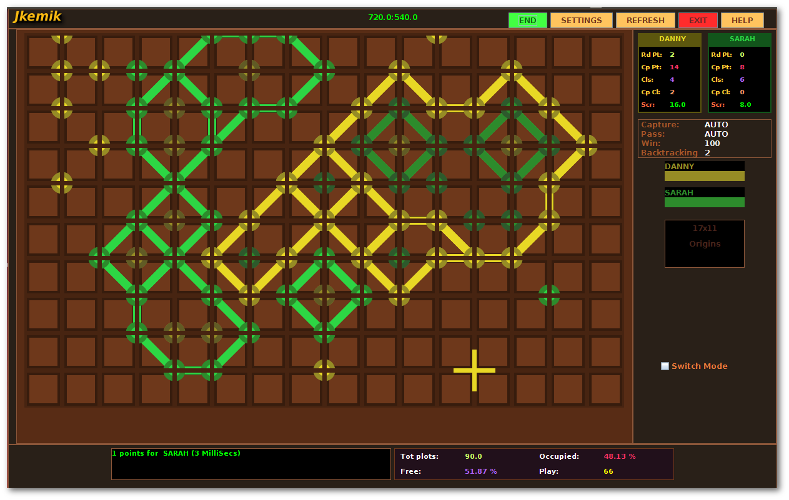 Jkemik
720.0:540.0
END SETTINGS REFRESH EXIT HELP
DANNY SARAH
Rd Pt: 2 Rd Pt: 0
Cp Pt: 14 Cp Pt: 8
Cls: 4 Cls: 6
Cp Cl: 2 Cp Cl: 0
Scr: 16.0 Scr: 8.0
Capture: AUTO
Pass: AUTO
Win: 100
Backtracking 2
DANNY
SARAH
17x11
Origins
Switch Mode
1 points for SARAH (3 MilliSecs)
Tot plots: 90.0 Occupied: 48.13 %
Free: 51.87 % Play: 66